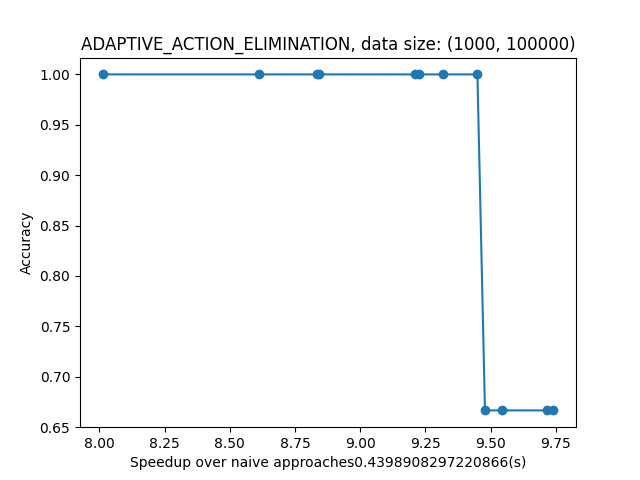 ADAPTIVE_ACTION_ELIMINATION, data size: (1000, 100000)
1.00
0.95
0.90
0.85
0.80
0.75
0.70
0.65
Accuracy
8.00 8.25 8.50 8.75 9.00 9.25 9.50 9.75
Speedup over naive approaches0.4398908297220866(s)